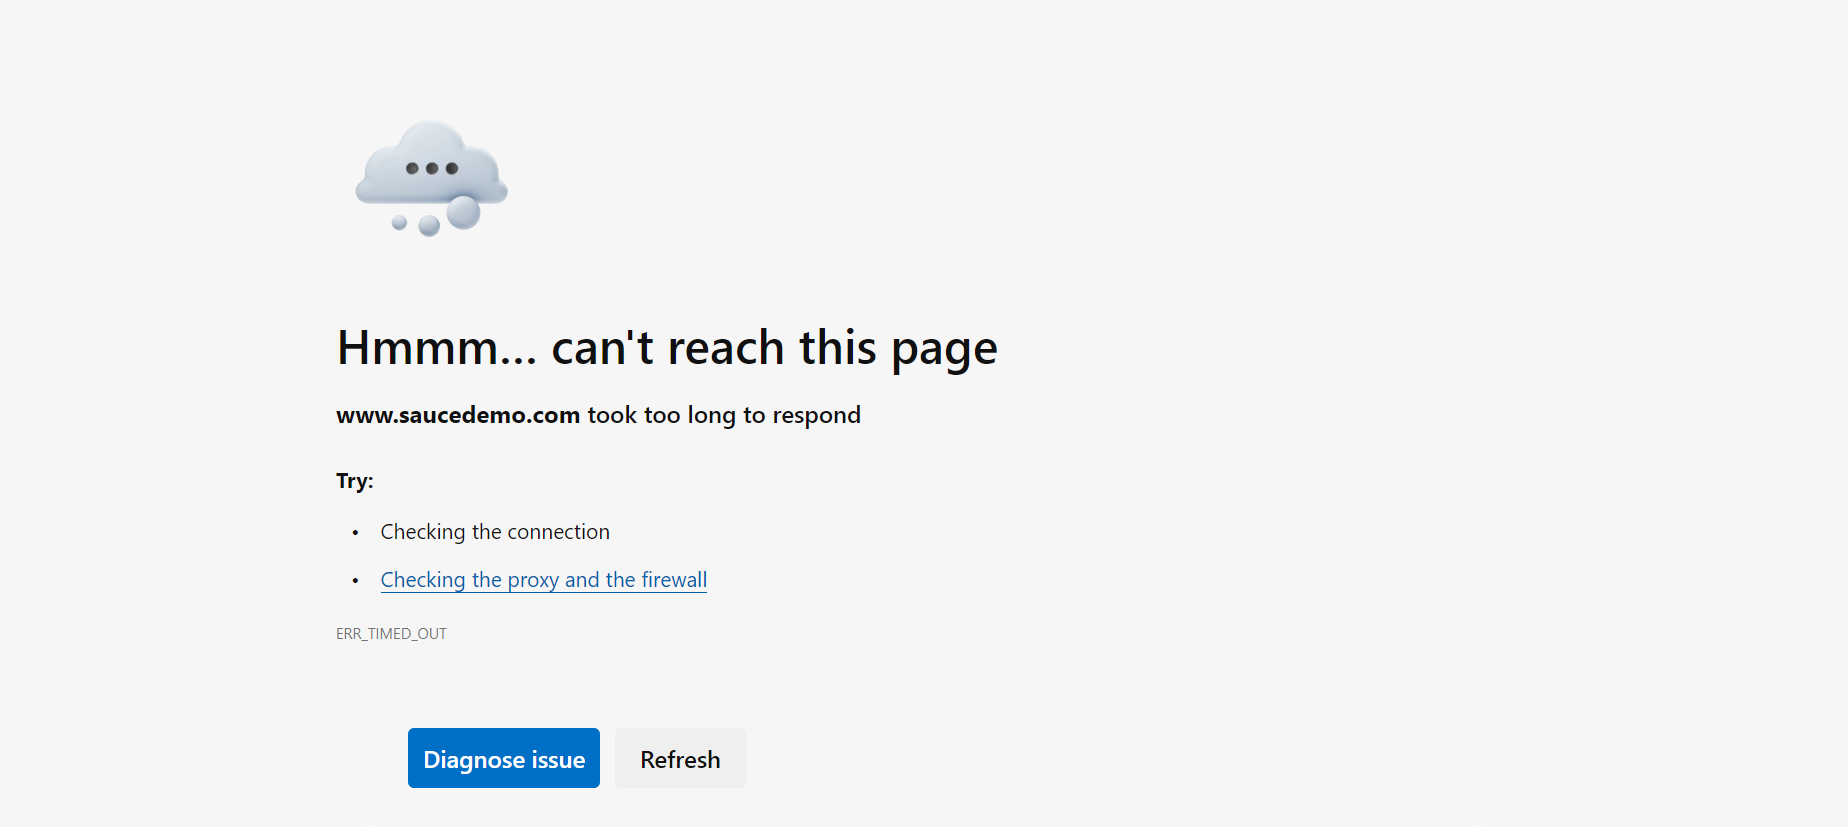 Hmmm... can't reach this page
www.saucedemo.com took too long to respond
Try:
• Checking the connection
• Checking the proxy and the firewall
ERR_TIMED_OUT
Diagnose issue
Refresh